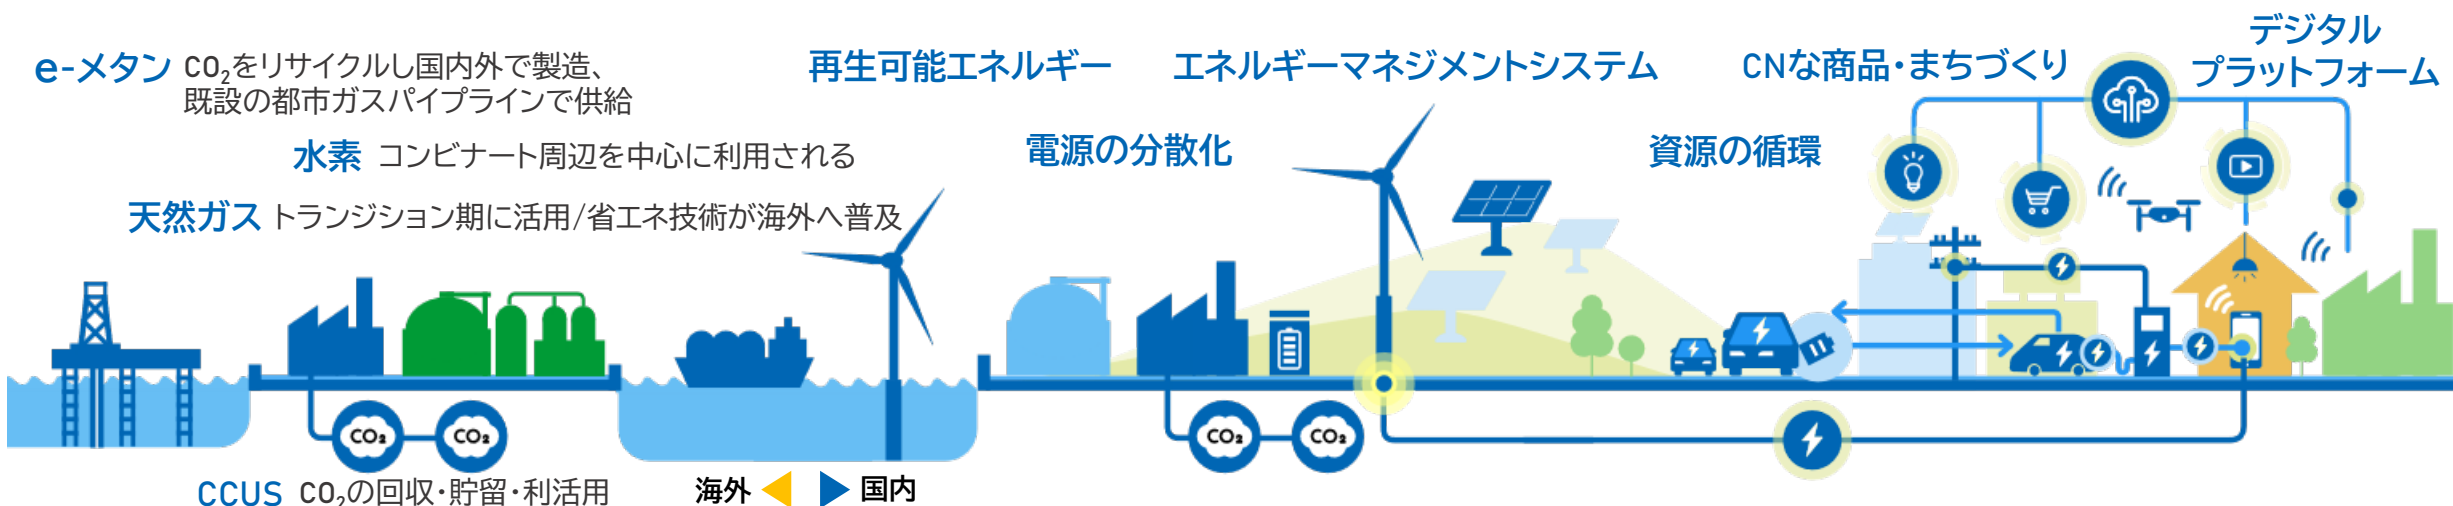 e-メタン CO₂をリサイクルし国内外で製造、
既設の都市ガスパイプラインで供給
水素 コンビナート周辺を中心に利用される
天然ガス トランジション期に活用/省エネ技術が海外へ普及
再生可能エネルギー
エネルギーマネジメントシステム
電源の分散化
CNな商品・まちづくり
資源の循環
デジタル
プラットフォーム
CO₂
CO₂
CO₂
CO₂
CCUS CO₂の回収・貯留・利活用
海外
国内